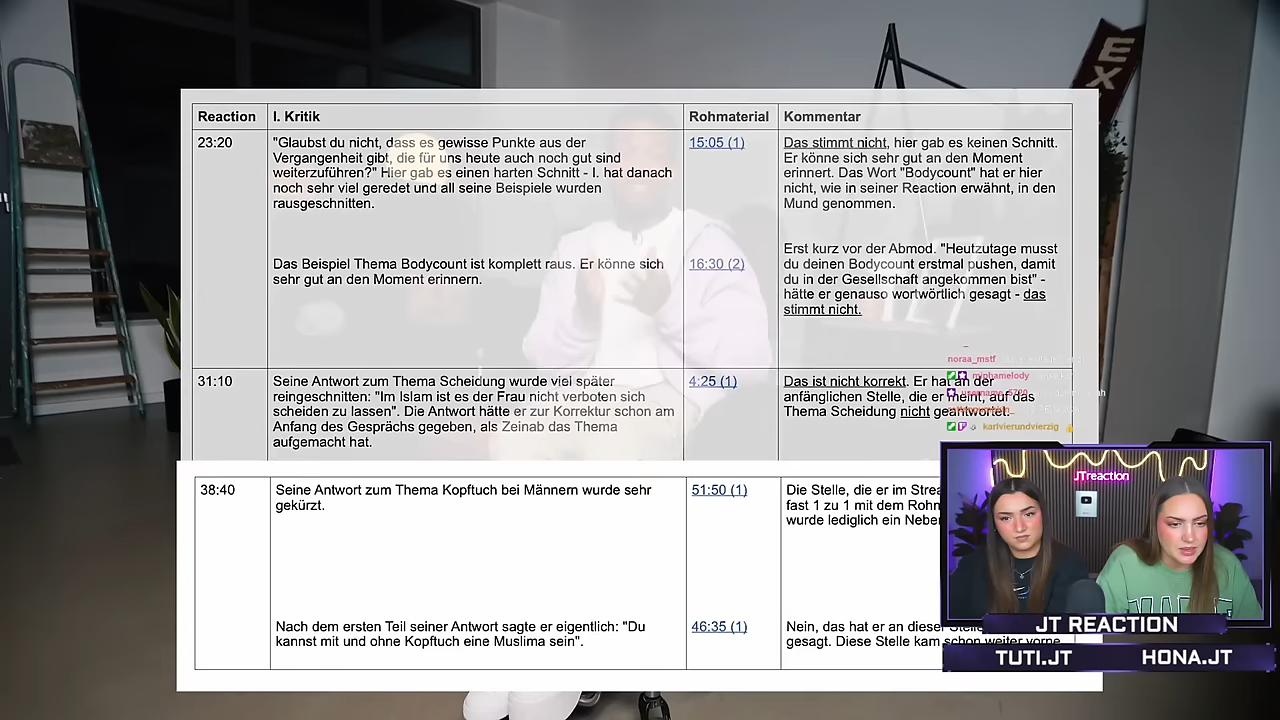 EX
Reaction
I. Kritik
Rohmaterial
Kommentar
23:20
"Glaubst du nicht, dass es gewisse Punkte aus der
Vergangenheit gibt, die für uns heute auch noch gut sind
weiterzuführen?" Hier gab es einen harten Schnitt - I. hat danach
noch sehr viel geredet und all seine Beispiele wurden
rausgeschnitten.
15:05 (1)
Das stimmt nicht, hier gab es keinen Schnitt.
Er könne sich sehr gut an den Moment
erinnert. Das Wort "Bodycount" hat er hier
nicht, wie in seiner Reaction erwähnt, in den
Mund genommen.
Das Beispiel Thema Bodycount ist komplett raus. Er könne sich
sehr gut an den Moment erinnern.
16:30 (2)
Erst kurz vor der Abmod. "Heutzutage musst
du deinen Bodycount erstmal pushen, damit
du in der Gesellschaft angekommen bist" -
hätte er genauso wortwörtlich gesagt - das
stimmt nicht.
31:10
Seine Antwort zum Thema Scheidung wurde viel später
reingeschnitten: "Im Islam ist es der Frau nicht verboten sich
scheiden zu lassen". Die Antwort hätte er zur Korrektur schon am
Anfang des Gesprächs gegeben, als Zeinab das Thema
aufgemacht hat.
4:25 (1)
Das ist nicht korrekt. Er hat an der
anfänglichen Stelle, die er meint, auf das
Thema Scheidung nicht geantwortet.
38:40
Seine Antwort zum Thema Kopftuch bei Männern wurde sehr
gekürzt.
51:50 (1)
Die Stelle, die er im Strea
fast 1 zu 1 mit dem Rohm
wurde lediglich ein Neber
Nach dem ersten Teil seiner Antwort sagte er eigentlich: "Du
kannst mit und ohne Kopftuch eine Muslima sein".
46:35 (1)
Nein, das hat er an dieser Stelle
gesagt. Diese Stelle kam schon weiter vorne
noraa_mstf
miphamelody
karlvierundvierzig
JTreaction
JT REACTION
TUTI.JT
HONA.JT